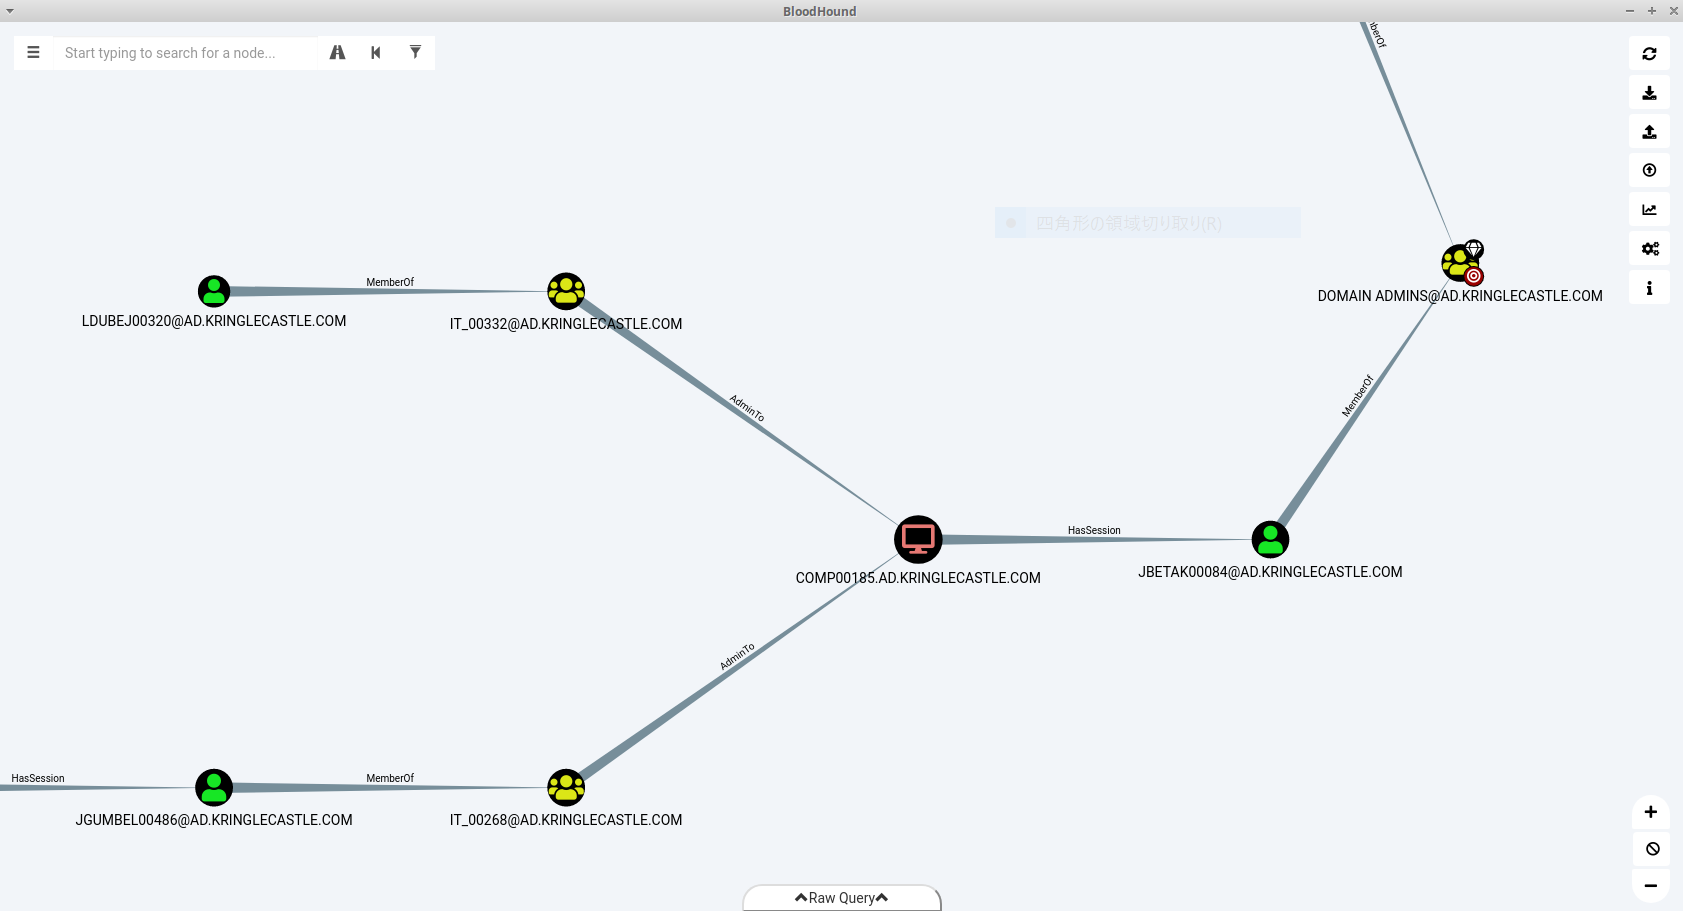 BloodHound
Start typing to search for a node...
berOf
四角形の領域切り取り(R)
MemberOf
DOMAIN ADMINS@AD.KRINGLECASTLE.COM
LDUBEJ00320@AD.KRINGLECASTLE.COM
IT_00332@AD.KRINGLECASTLE.COM
AdminTo
MemberOf
HasSession
COMP00185.AD.KRINGLECASTLE.COM
JBETAK00084@AD.KRINGLECASTLE.COM
AdminTo
HasSession
MemberOf
JGUMBEL00486@AD.KRINGLECASTLE.COM
IT_00268@AD.KRINGLECASTLE.COM
Raw Query